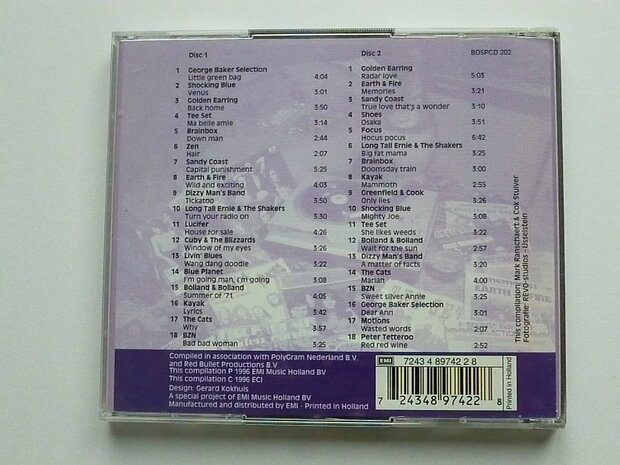 Disc 1
1 George Baker Selection
Little green bag 4:04
2 Shocking Blue
Venus 3:01
3 Golden Earring
Back home 3:50
4 Tee Set
Ma belle amie 3:14
5 Brainbox
Down man 2:44
6 Zen
Hair 2:07
7 Sandy Coast
Capital punishment 5:25
8 Earth & Fire
Wild and exciting 4:03
9 Dizzy Man's Band
Tickatoo 3:50
10 Long Tall Ernie & The Shakers
Turn your radio on 3:30
11 Lucifer
House for sale 4:26
12 Cuby & The Blizzards
Window of my eyes 3:26
13 Livin' Blues
Wang dang doodle 3:22
14 Blue Planet
I'm going man, I'm going 3:08
15 Bolland & Bolland
Summer of '71 4:05
16 Kayak
Lyrics 3:42
17 The Cats
Why 3:57
18 BZN
Bad bad woman 3:25
Disc 2
BOSPCD 202
1 Golden Earring
Radar love 5:03
2 Earth & Fire
Memories 3:21
3 Sandy Coast
True love that's a wonder 3:10
4 Shoes
Osaka 3:51
5 Focus
Hocus pocus 6:42
6 Long Tall Ernie & The Shakers
Big fat mama 3:25
7 Brainbox
Doomsday train 3:00
8 Kayak
Mammoth 2:55
9 Greenfield & Cook
Only lies 3:26
10 Shocking Blue
Mighty Joe 3:08
11 Tee Set
She likes weeds 3:22
12 Bolland & Bolland
Wait for the sun 2:57
13 Dizzy Man's Band
A matter of facts 3:20
14 The Cats
Marian 4:00
15 BZN
Sweet silver Annie 3:25
16 George Baker Selection
Dear Ann 3:01
17 Motions
Wasted words 2:07
18 Peter Tetteroo
Red red wine 2:52
This compilation: Mark Ranschaert & Cok Stuiver
Fotografie: REVO-studios - IJsselstein
Compiled in association with PolyGram Nederland B.V.
and Red Bullet Productions B.V.
This compilation P 1996 EMI Music Holland BV
This compilation C 1996 ECI
Design: Gerard Kokhuis
A special project of EMI Music Holland BV
Manufactured and distributed by EMI - Printed in Holland
EMI 7243 4 89742 2 8
7 24348 97422 8
Printed in Holland